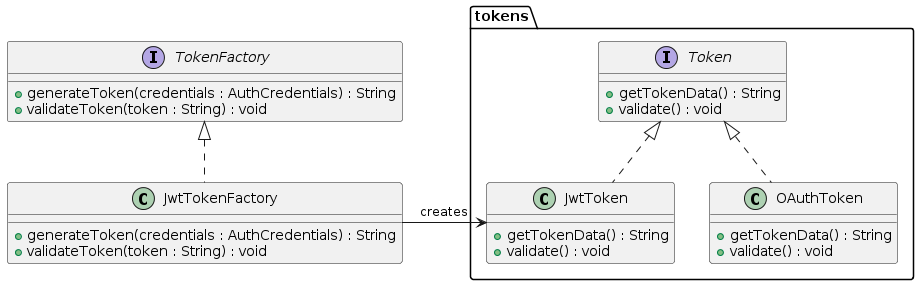 tokens
I TokenFactory
generateToken(credentials : AuthCredentials) : String
validateToken(token : String) : void
I Token
getTokenData() : String
validate() : void
C JwtTokenFactory
generateToken(credentials : AuthCredentials) : String
validateToken(token : String) : void
creates
C JwtToken
getTokenData() : String
validate() : void
C OAuthToken
getTokenData() : String
validate() : void